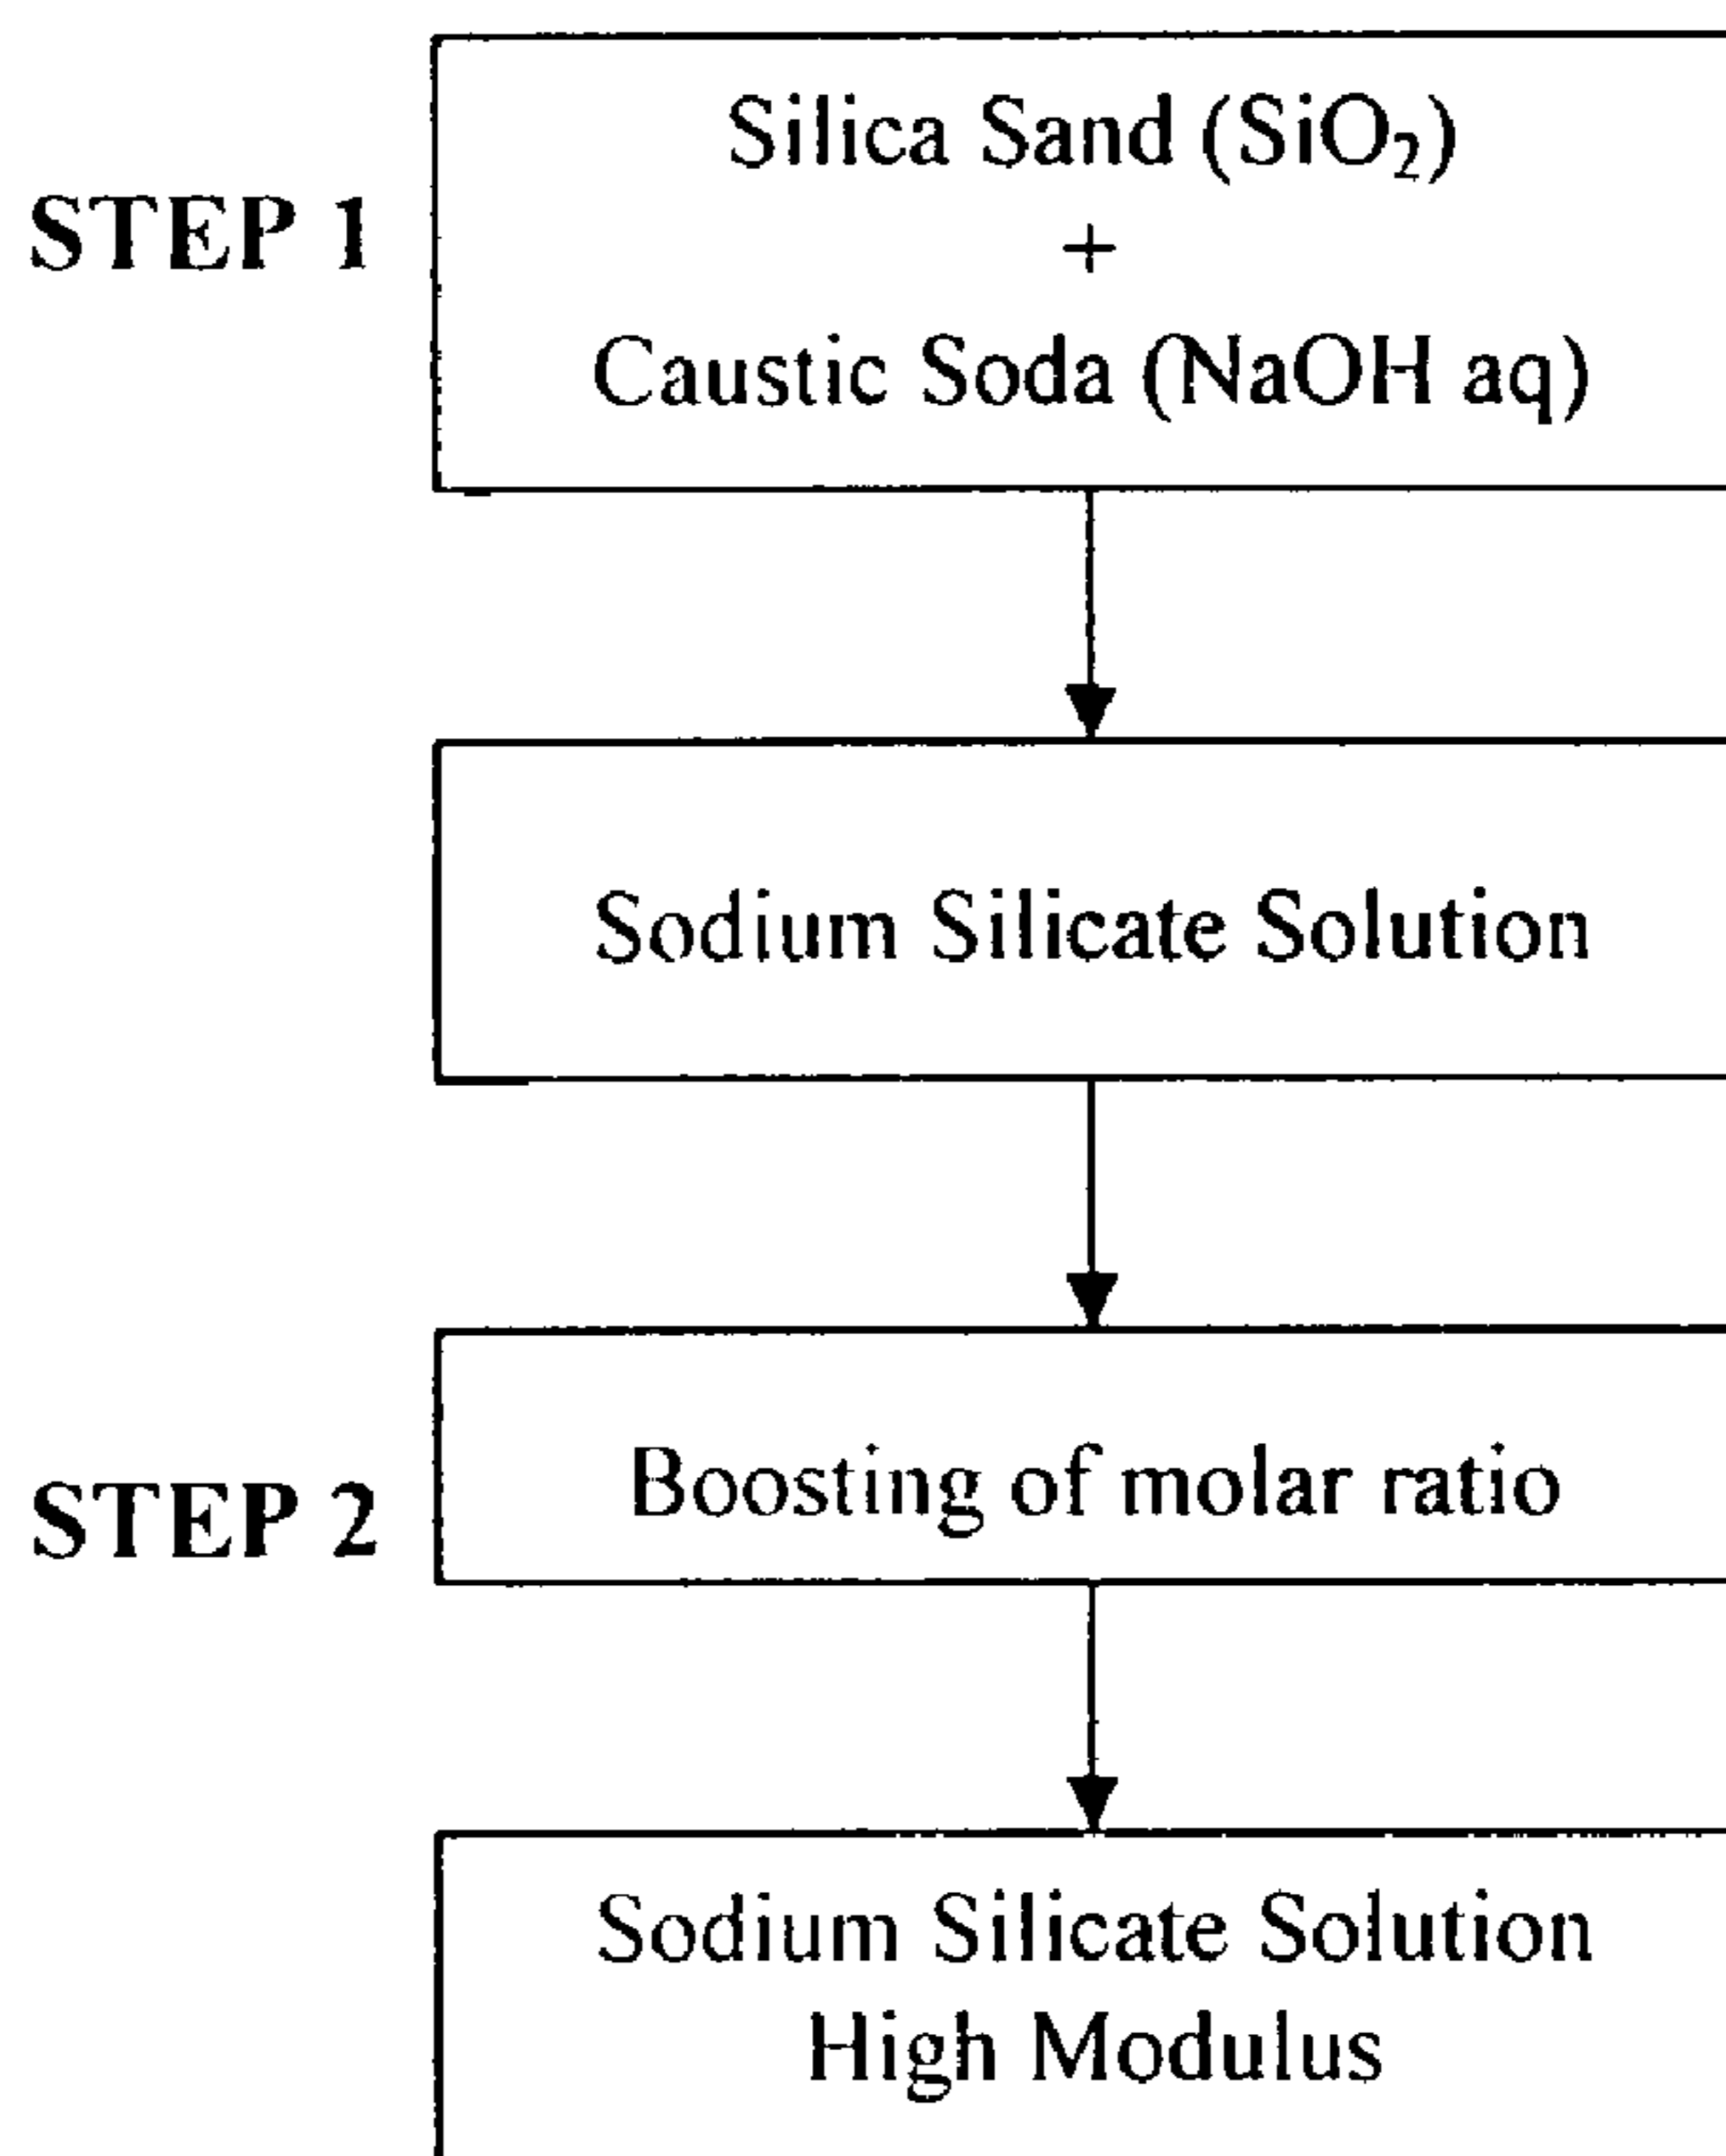 Silica Sand (SiO₂)
STEP 1
+
Caustic Soda (NaOH aq)
Sodium Silicate Solution
STEP 2
Boosting of molar ratio
Sodium Silicate Solution
High Modulus